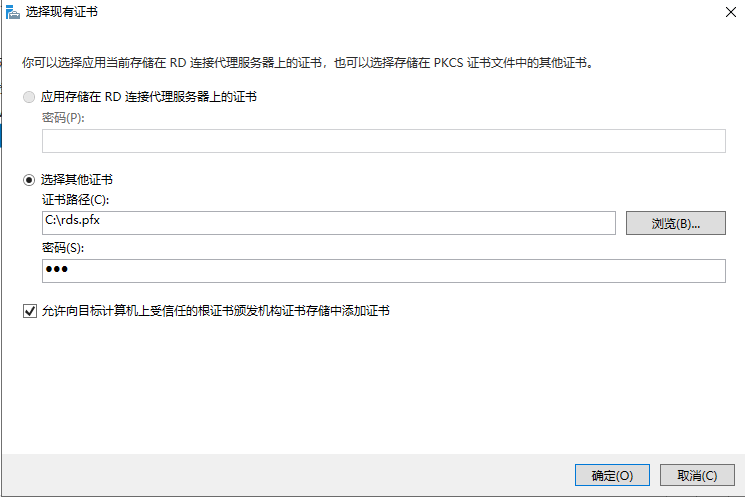 选择现有证书
你可以选择应用当前存储在 RD 连接代理服务器上的证书，也可以选择存储在 PKCS 证书文件中的其他证书。
应用存储在 RD 连接代理服务器上的证书
密码(P):
选择其他证书
证书路径(C):
C:\rds.pfx
浏览(B)...
密码(S):
●●●
允许向目标计算机上受信任的根证书颁发机构证书存储中添加证书
确定(O)
取消(C)